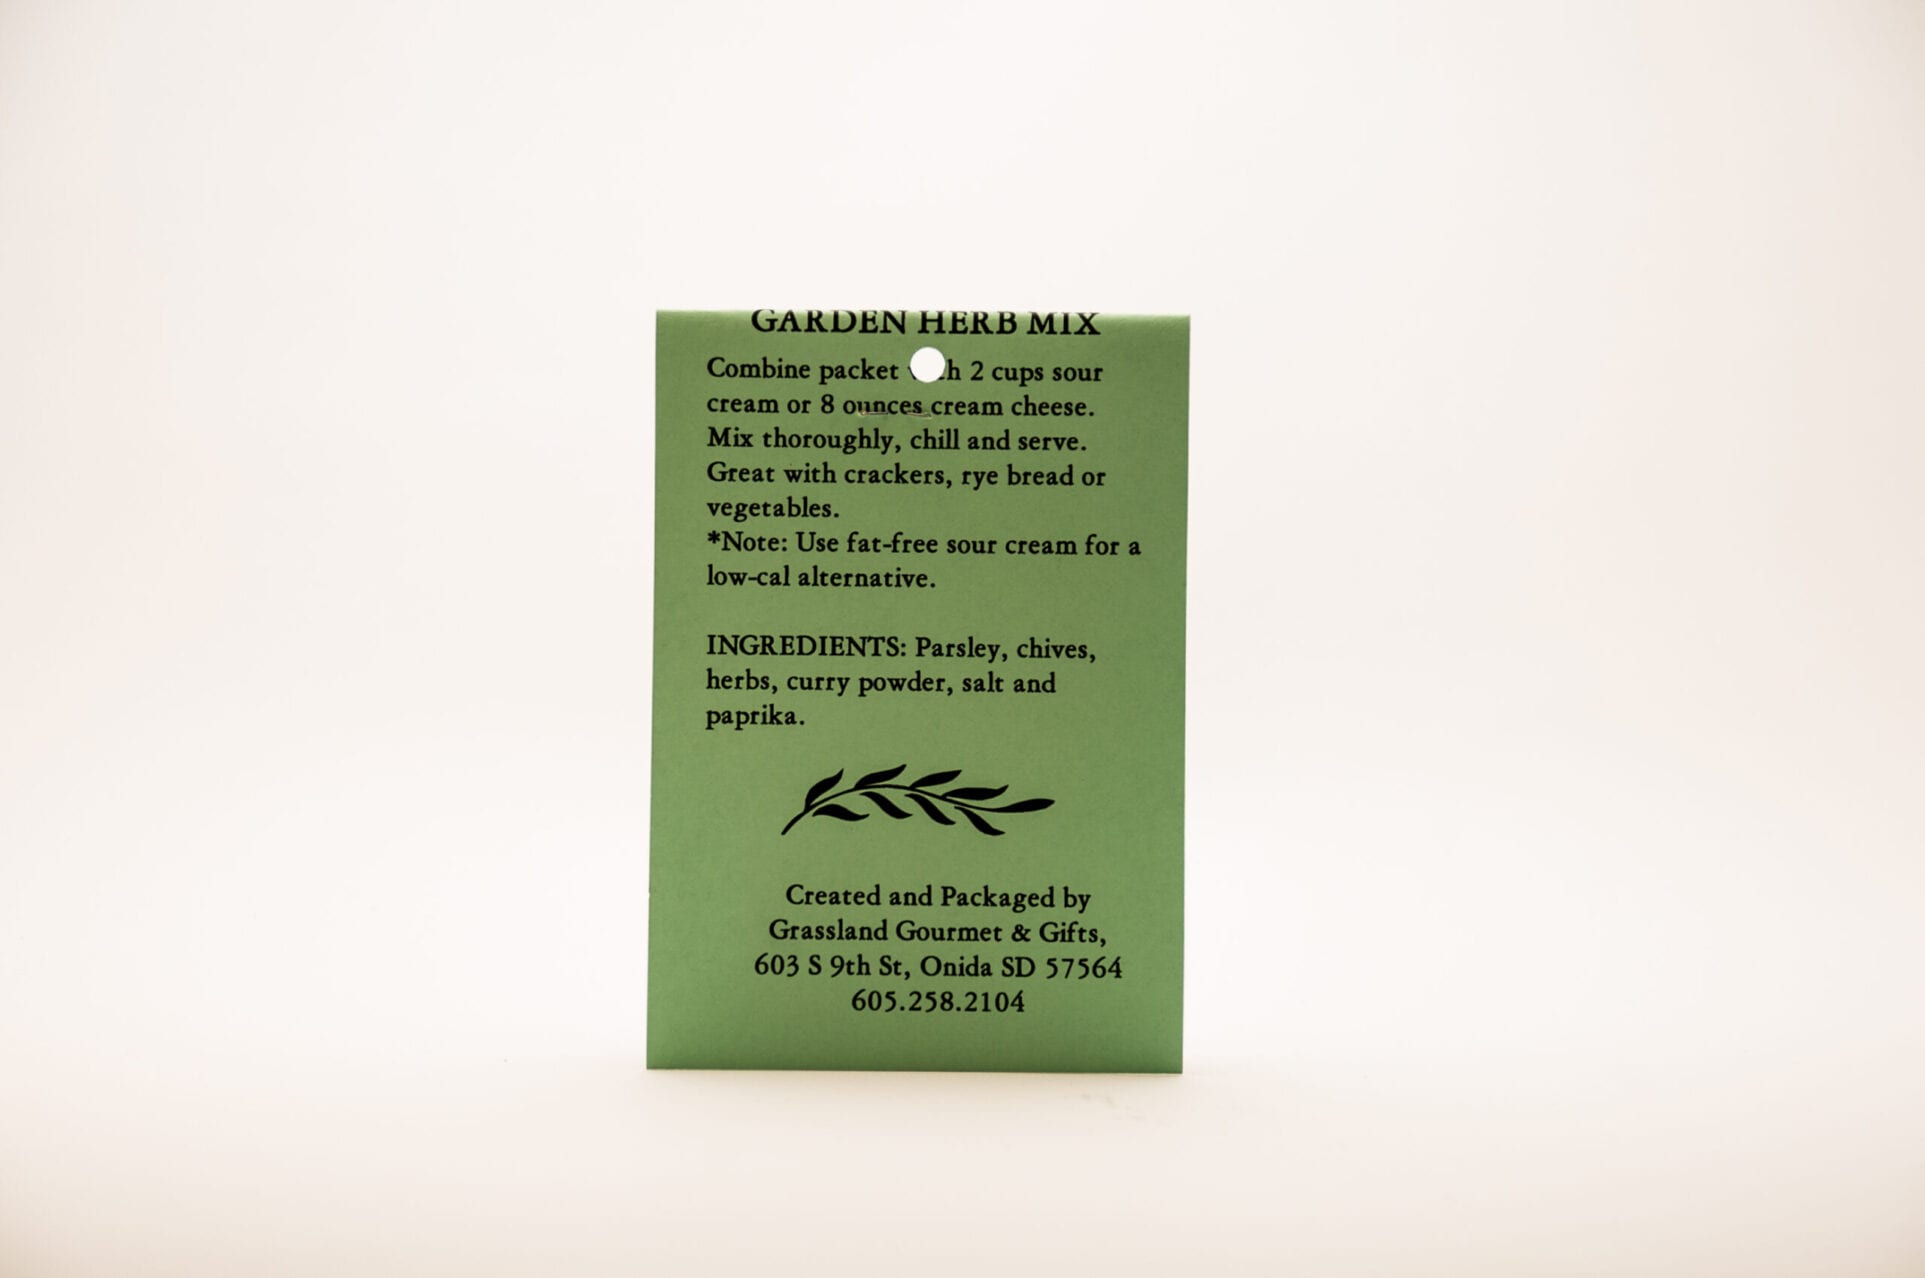 GARDEN HERB MIX
Combine packet 2 cups sour
cream or 8 ounces cream cheese.
Mix thoroughly, chill and serve.
Great with crackers, rye bread or
vegetables.
*Note: Use fat-free sour cream for a
low-cal alternative.
INGREDIENTS: Parsley, chives,
herbs, curry powder, salt and
paprika.
Created and Packaged by
Grassland Gourmet & Gifts,
603 S 9th St, Onida SD 57564
605.258.2104